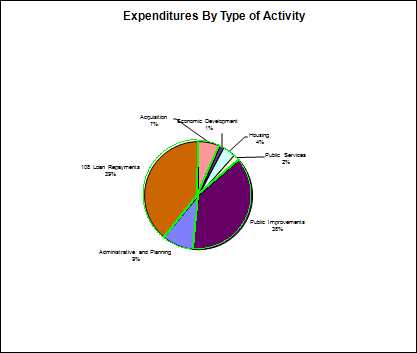 Expenditures By Type of Activity
Acquisition
7%
Economic Development
1%
Housing
4%
Public Services
2%
108 Loan Repayments
39%
Public Improvements
38%
Administrative and Planning
9%